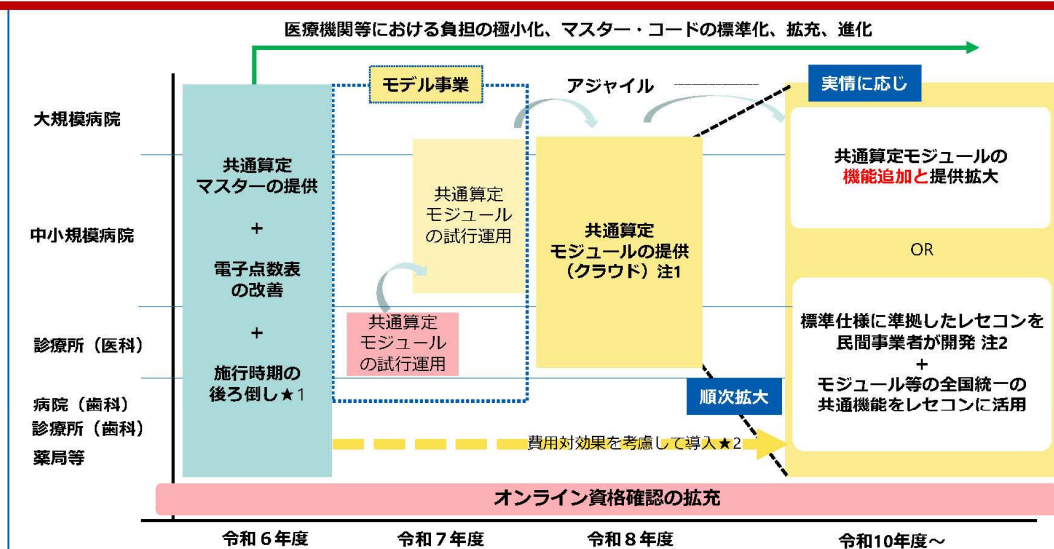 医療機関等における負担の極小化、マスター・コードの標準化、拡充、進化
モデル事業
アジャイル
実情に応じ
大規模病院
中小規模病院
診療所（医科）
病院（歯科）
診療所（歯科）
薬局等
共通算定
マスターの提供
+
電子点数表
の改善
+
施行時期の
後ろ倒し★1
共通算定
モジュール
の試行運用
共通算定
モジュール
の試行運用
共通算定
モジュールの提供
（クラウド）注1
共通算定モジュールの
機能追加と提供拡大
OR
標準仕様に準拠したレセコンを
民間事業者が開発 注2
+
モジュール等の全国統一の
共通機能をレセコンに活用
順次拡大
費用対効果を考慮して導入★2
オンライン資格確認の拡充
令和６年度
令和７年度
令和８年度
令和10年度～